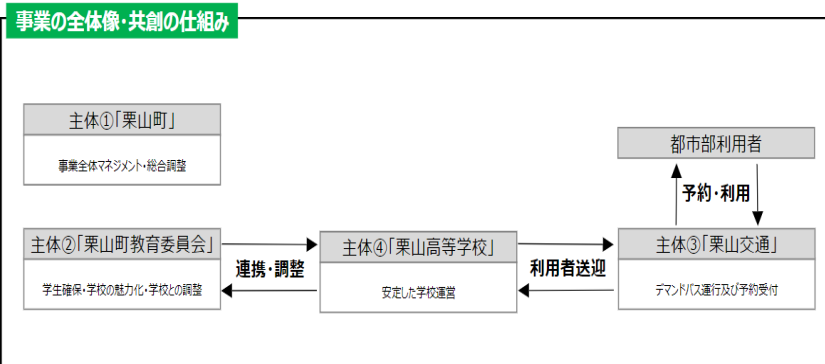 事業の全体像・共創の仕組み
主体①「栗山町」
事業全体マネジメント・総合調整
都市部利用者
予約・利用
主体②「栗山町教育委員会」
学生確保・学校の魅力化・学校との調整
連携・調整
主体④「栗山高等学校」
安定した学校運営
利用者送迎
主体③「栗山交通」
デマンドバス運行及び予約受付